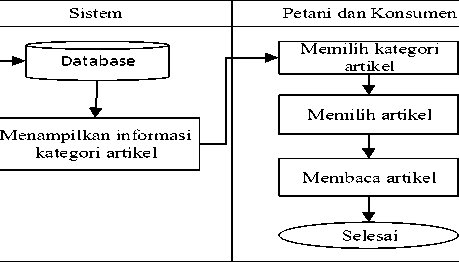 Sistem
Petani dan Konsumen
Database
Menampilkan informasi
kategori artikel
Memilih kategori
artikel
Memilih artikel
Membaca artikel
Selesai